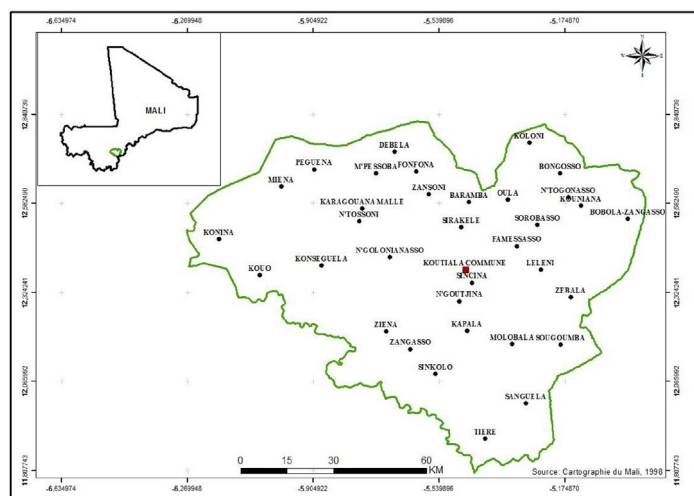 -6.634974 -6.269948 -5.904922 -5.539896 -5.174870
N
MALI
12.840739 12.840739
KOLONI
DEBELA
PEGUENA M'PESSOBA FONFONA BONGOSSO
MIENA
ZANSONI BARAMBA OULA N'TOGONASSO
KOUNIANA
KARAGOUANA MALLE
N'TOSSONI BOBOLA-ZANGASSO
SIRAKELE SOROBASSO
KONINA
FAMESSASSO
N'GOLONIANASSO
KONSEGUELA KOUTIALA COMMUNE LELENI
KOUO
SINCINA
12.324241 12.324241
N'GOUTJINA ZEBALA
ZIENA KAPALA
ZANGASSO MOLOBALA SOUGOUMBA
SINKOLO
SANGUELA
TIERE
0 15 30 60
KM
Source: Cartographie du Mali, 1998
11.807743 11.807743
-6.634974 -6.269948 -5.904922 -5.539896 -5.174870